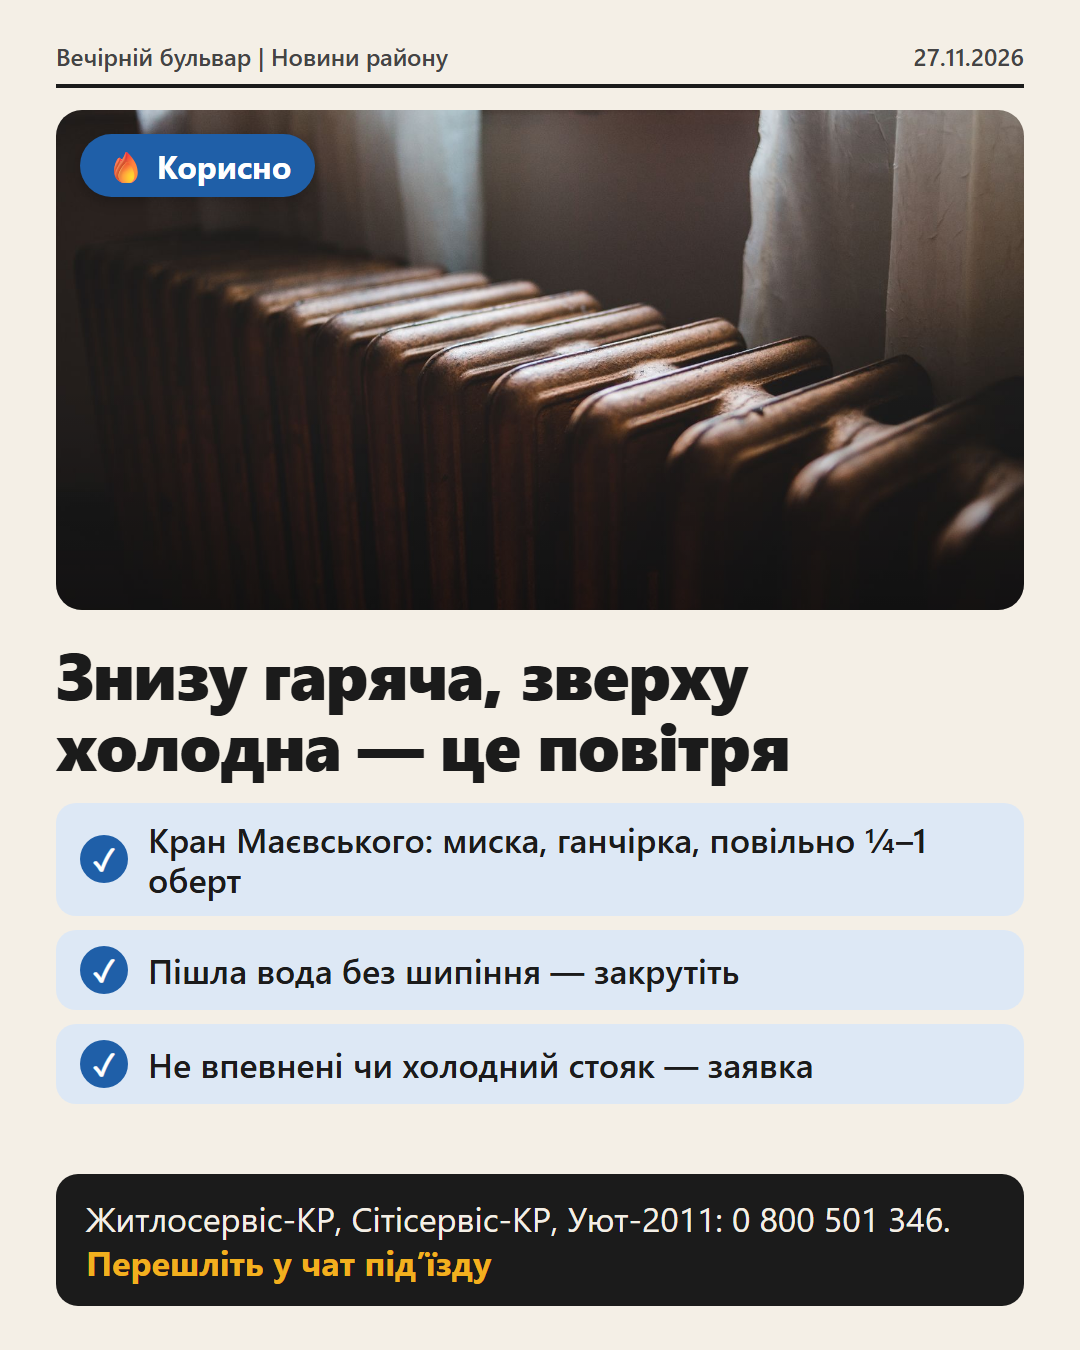 Вечірній бульвар | Новини району
27.11.2026
🔥 Корисно
Знизу гаряча, зверху
холодна — це повітря
✓ Кран Маєвського: миска, ганчірка, повільно ¼–1
оберт
✓ Пішла вода без шипіння — закрутіть
✓ Не впевнені чи холодний стояк — заявка
Житлосервіс-КР, Сітісервіс-КР, Уют-2011: 0 800 501 346.
Перешліть у чат під’їзду